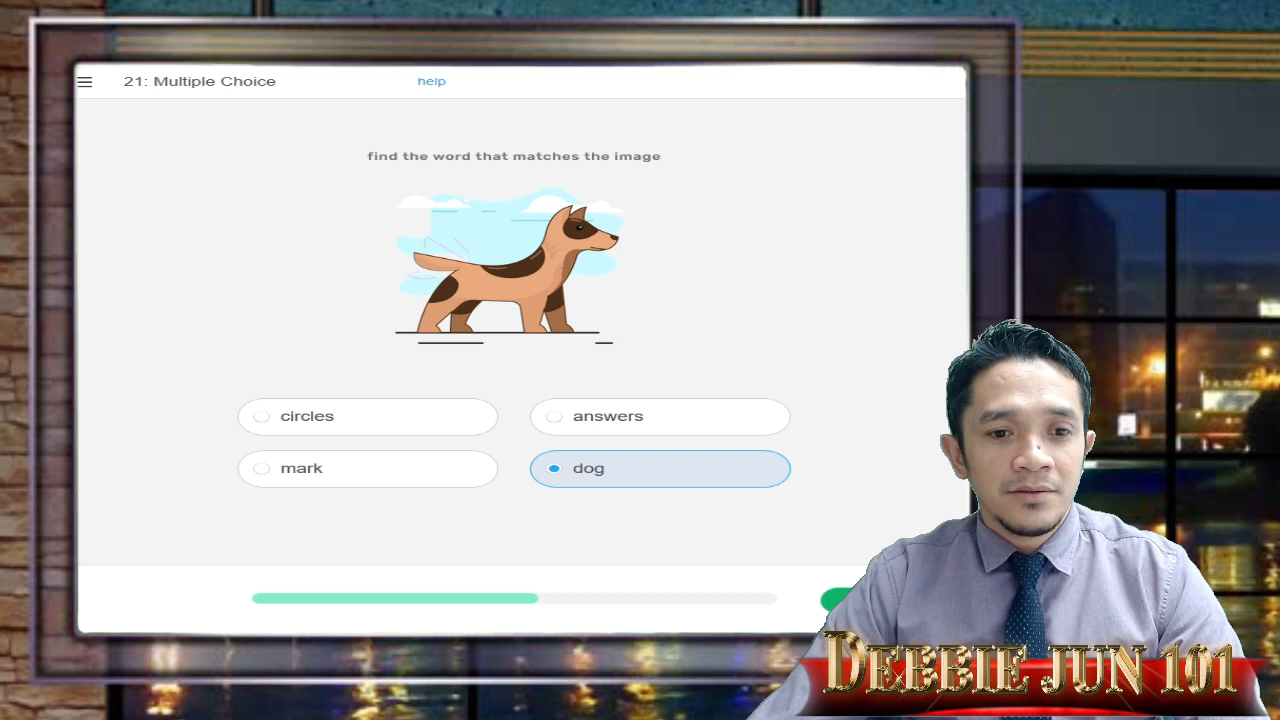 21: Multiple Choice help
find the word that matches the image
circles answers
mark dog
DEBBIE JUN 101